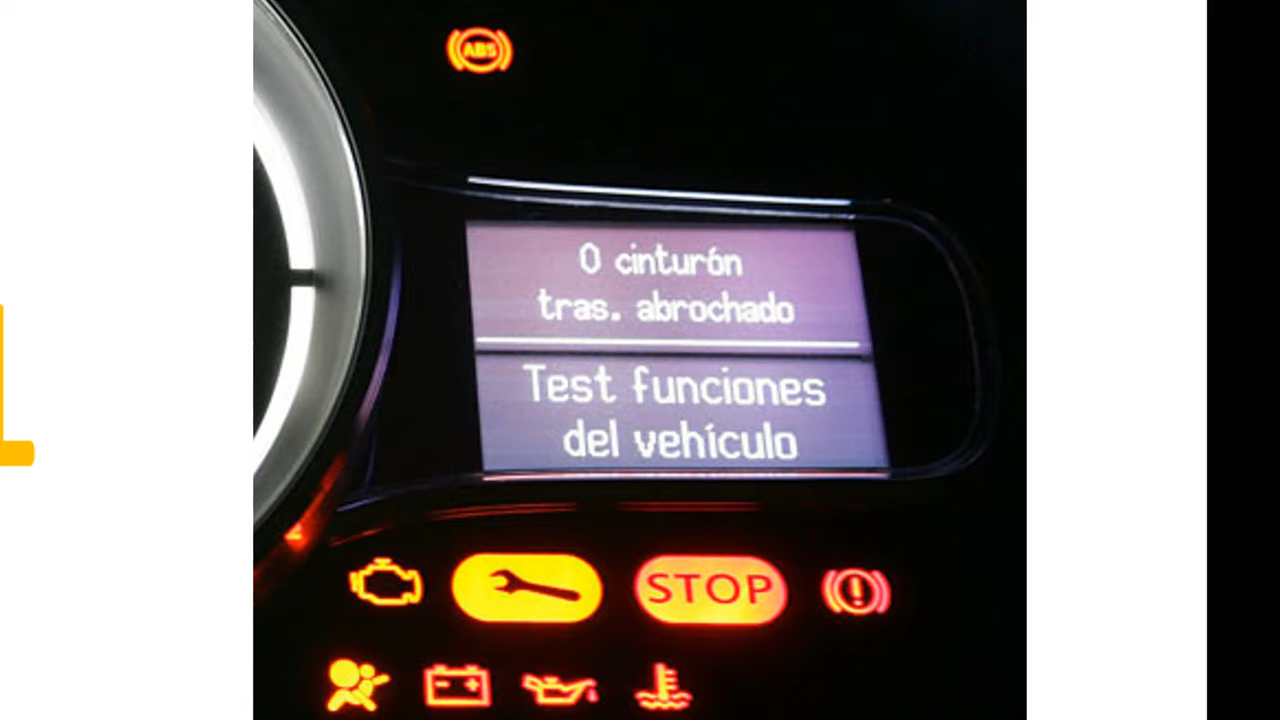 ABS
0 cinturón
tras. abrochado
Test funciones
del vehículo
STOP